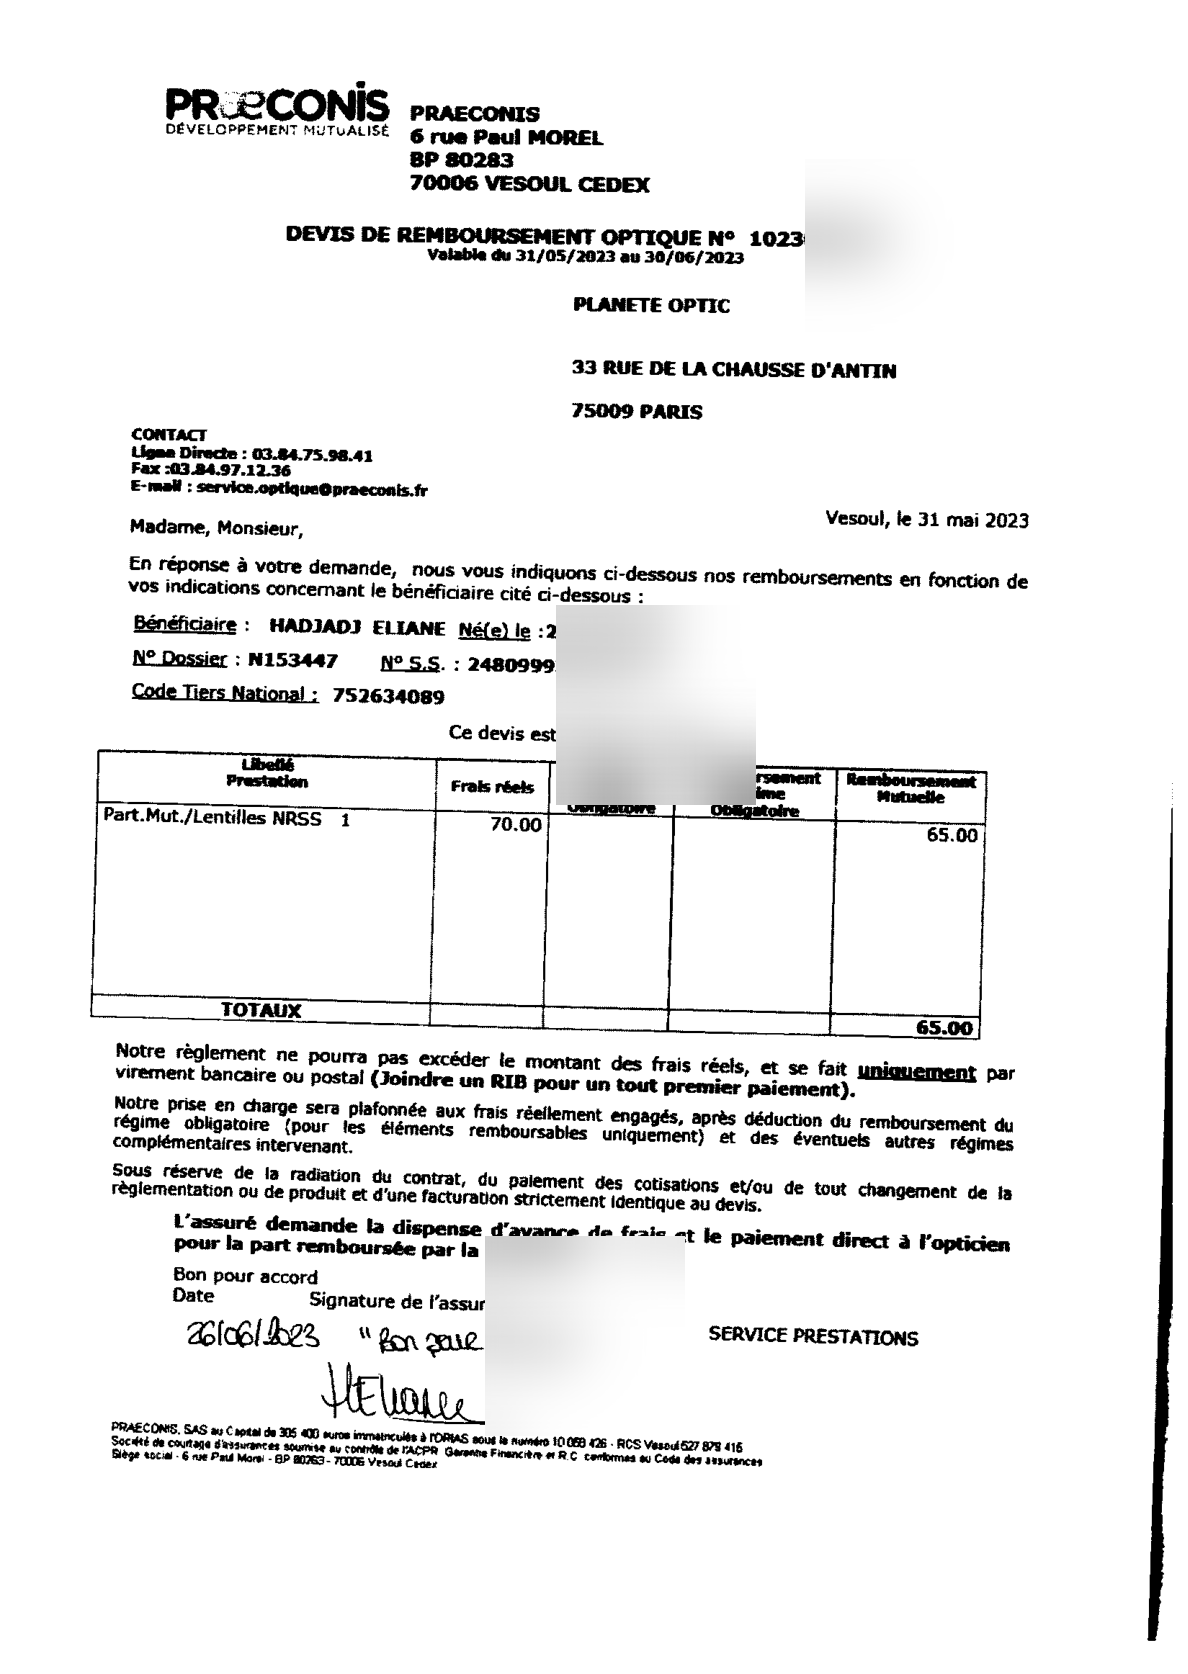 PRÆCONIS
DÉVELOPPEMENT MUTUALISÉ
PRAECONIS
6 rue Paul MOREL
BP 80283
70006 VESOUL CEDEX
DEVIS DE REMBOURSEMENT OPTIQUE N° 1023
Valable du 31/05/2023 au 30/06/2023
PLANETE OPTIC
33 RUE DE LA CHAUSSE D'ANTIN
75009 PARIS
CONTACT
Ligne Directe : 03.84.75.98.41
Fax :03.84.97.12.36
E-mail : service.optique@praeconis.fr
Vesoul, le 31 mai 2023
Madame, Monsieur,
En réponse à votre demande, nous vous indiquons ci-dessous nos remboursements en fonction de
vos indications concernant le bénéficiaire cité ci-dessous :
Bénéficiaire : HADJADJ ELIANE Né(e) le :2
N° Dossier : N153447 N° S.S. : 2480999
Code Tiers National : 752634089
Ce devis est
Libellé
Prestation
Frais réels
Obligatoire
rsement
ime
Obligatoire
Remboursement
Mutuelle
Part.Mut./Lentilles NRSS 1 70.00 65.00
TOTAUX 65.00
Notre règlement ne pourra pas excéder le montant des frais réels, et se fait uniquement par
virement bancaire ou postal (Joindre un RIB pour un tout premier paiement).
Notre prise en charge sera plafonnée aux frais réellement engagés, après déduction du remboursement du
régime obligatoire (pour les éléments remboursables uniquement) et des éventuels autres régimes
complémentaires intervenant.
Sous réserve de la radiation du contrat, du paiement des cotisations et/ou de tout changement de la
règlementation ou de produit et d'une facturation strictement identique au devis.
L'assuré demande la dispense d'avance de frais et le paiement direct à l'opticien
pour la part remboursée par la
Bon pour accord
Date Signature de l'assur
26/06/2023 "Bon pour
SERVICE PRESTATIONS
HEliane
PRAECONIS, SAS au Capital de 305 400 euros immatriculés à l'ORIAS sous le numéro 10 058 426 - RCS Vesoul 527 879 416
Société de courtage d'assurances soumise au contrôle de l'ACPR Garantie Financière et R.C conformes au Code des assurances
Siège social - 6 rue Paul Morel - BP 80283 - 70006 Vesoul Cedex